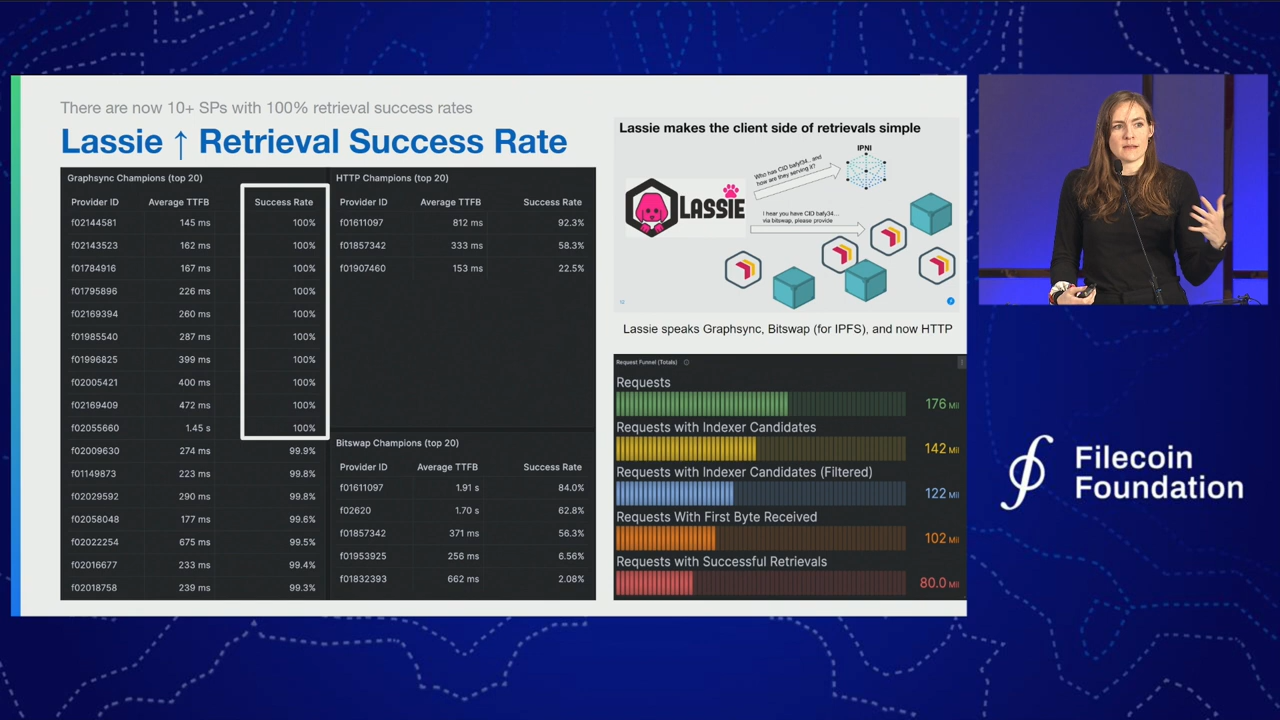 There are now 10+ SPs with 100% retrieval success rates
Lassie ↑ Retrieval Success Rate
Graphsync Champions (top 20)
Provider ID Average TTFB Success Rate
f02144581 145 ms 100%
f02143523 162 ms 100%
f01784916 167 ms 100%
f01795896 226 ms 100%
f02169394 260 ms 100%
f01985540 287 ms 100%
f01996825 399 ms 100%
f02005421 400 ms 100%
f02169409 472 ms 100%
f02055660 1.45 s 100%
f02009630 274 ms 99.9%
f01149873 223 ms 99.8%
f02029592 290 ms 99.8%
f02058048 177 ms 99.6%
f02022254 675 ms 99.5%
f02016677 233 ms 99.4%
f02018758 239 ms 99.3%
HTTP Champions (top 20)
Provider ID Average TTFB Success Rate
f01611097 812 ms 92.3%
f01857342 333 ms 58.3%
f01907460 153 ms 22.5%
Bitswap Champions (top 20)
Provider ID Average TTFB Success Rate
f01611097 1.91 s 84.0%
f02620 1.70 s 62.8%
f01857342 371 ms 56.3%
f01953925 256 ms 6.56%
f01832393 662 ms 2.08%
Lassie makes the client side of retrievals simple
IPNI
Who has CID bafyf34... and
how are they serving it?
LASSIE
I hear you have CID bafy34...
via bitswap, please provide
Lassie speaks Graphsync, Bitswap (for IPFS), and now HTTP
Request Funnel (Totals)
Requests
176 Mil
Requests with Indexer Candidates
142 Mil
Requests with Indexer Candidates (Filtered)
122 Mil
Requests With First Byte Received
102 Mil
Requests with Successful Retrievals
80.0 Mil
Filecoin
Foundation